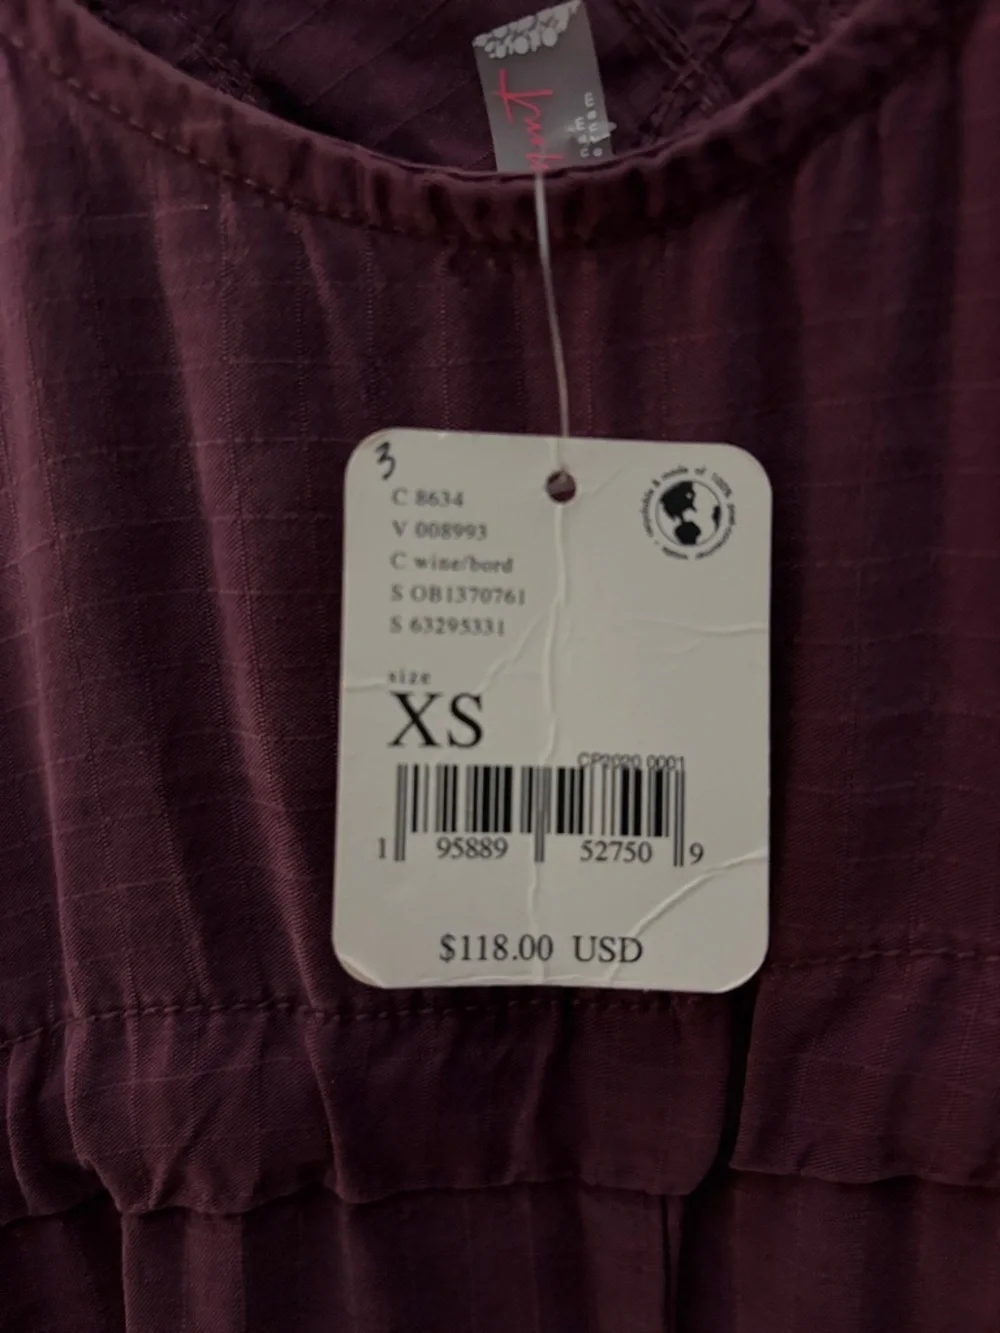 3
C 8634
V 008993
C wine/bord
S OB1370761
S 63295331
size
XS
CP2020 0001
1 95889 52750 9
$118.00 USD